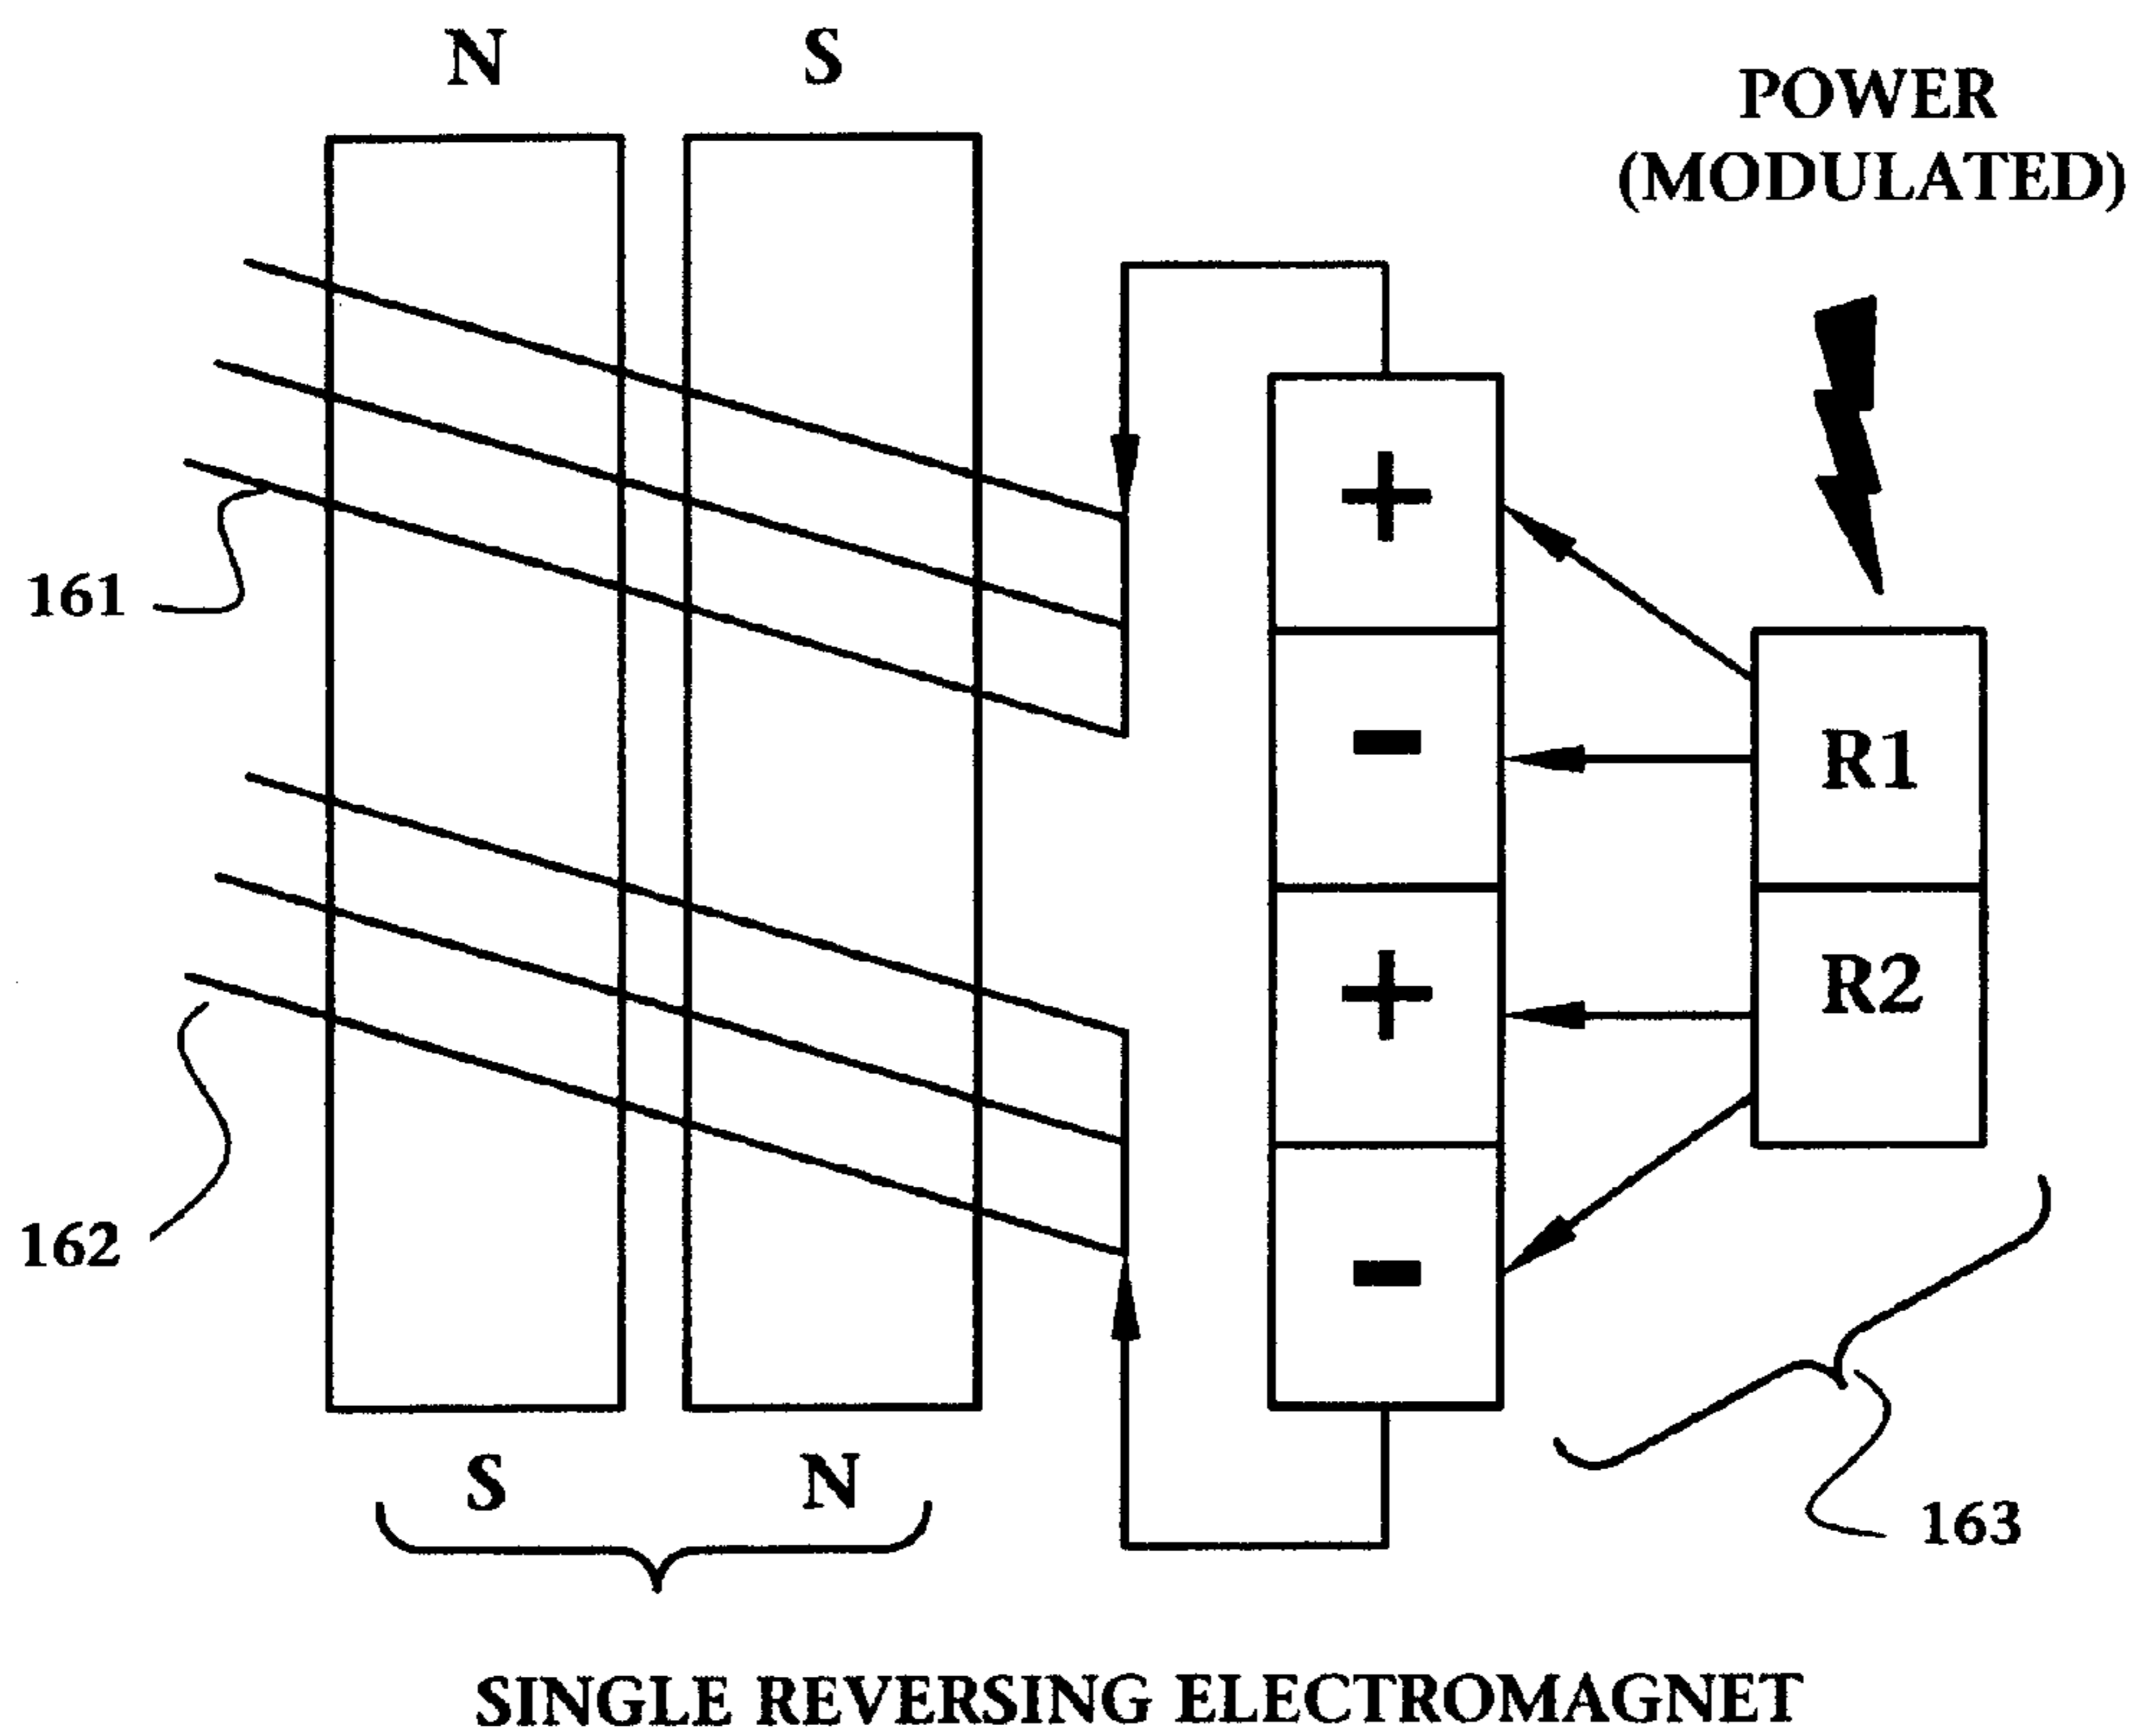 N S
POWER
(MODULATED)
+
161
-
R1
+
R2
162
-
S N
163
SINGLE REVERSING ELECTROMAGNET